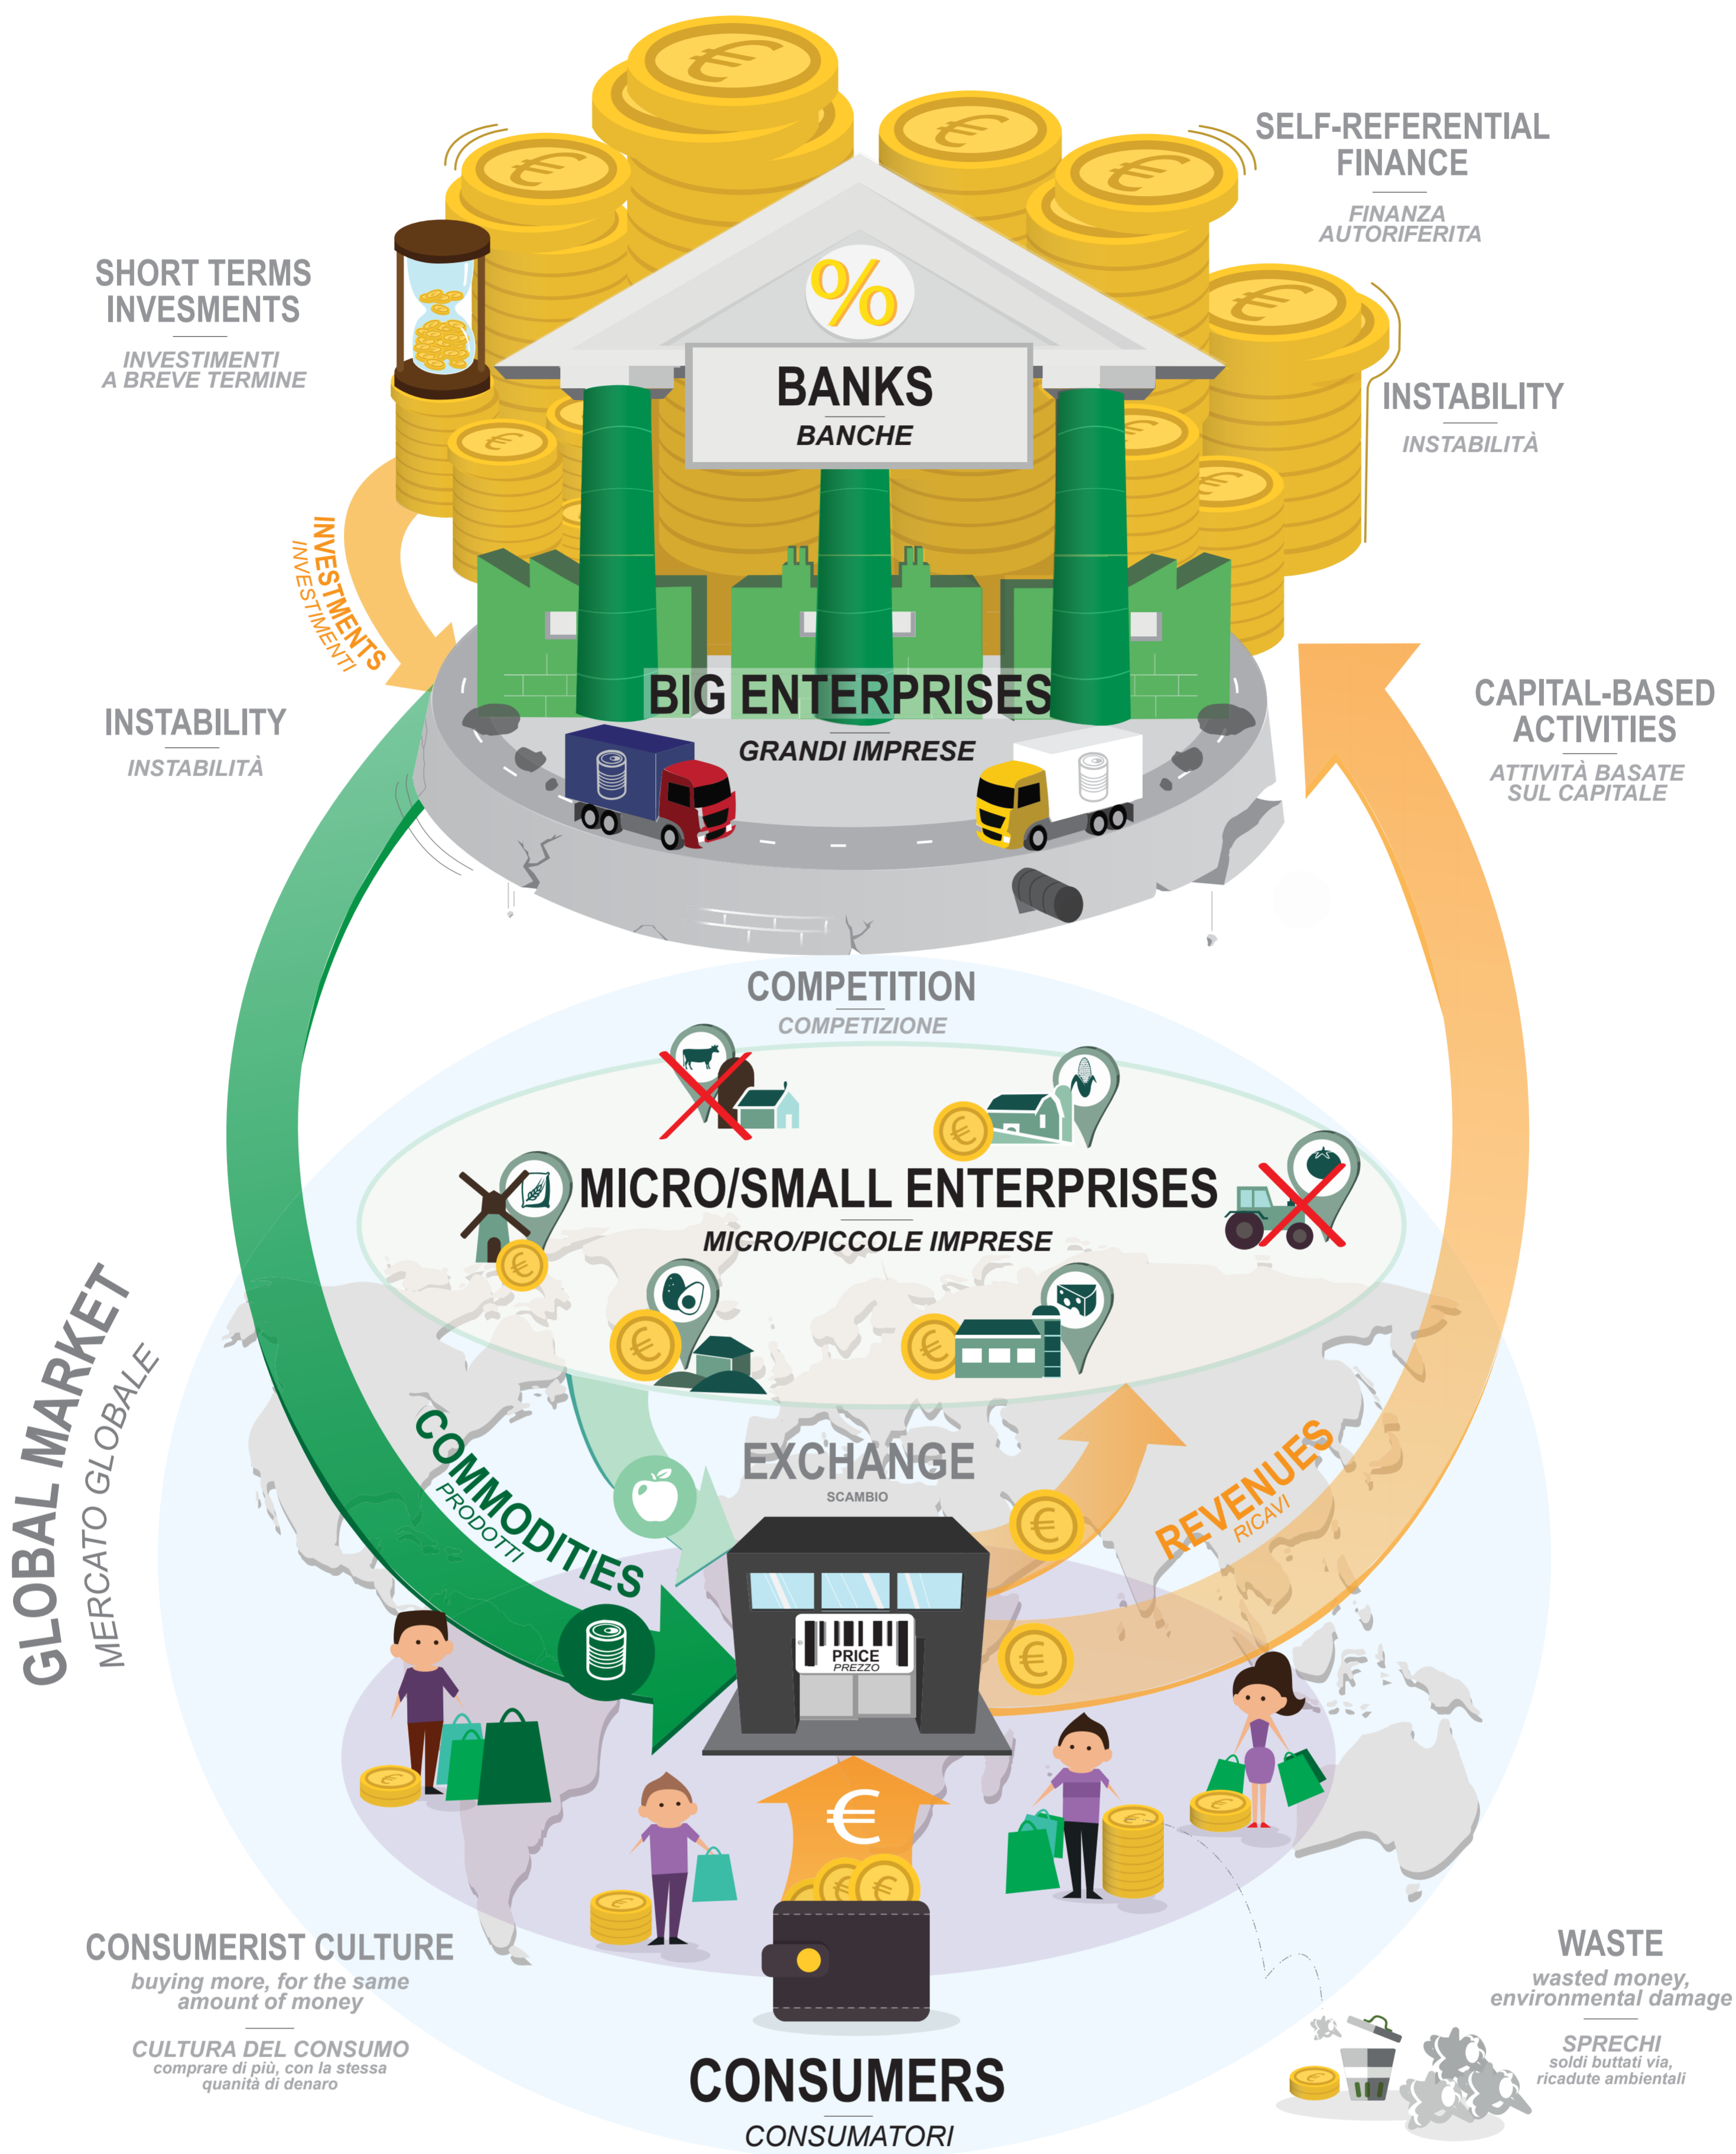 SELF-REFERENTIAL
FINANCE
FINANZA
AUTORIFERITA
SHORT TERMS
INVESMENTS
INVESTIMENTI
A BREVE TERMINE
%
BANKS
BANCHE
INSTABILITY
INSTABILITÀ
INVESTMENTS
INVESTIMENTI
BIG ENTERPRISES
GRANDI IMPRESE
INSTABILITY
INSTABILITÀ
CAPITAL-BASED
ACTIVITIES
ATTIVITÀ BASATE
SUL CAPITALE
COMPETITION
COMPETIZIONE
MICRO/SMALL ENTERPRISES
MICRO/PICCOLE IMPRESE
GLOBAL MARKET
MERCATO GLOBALE
COMMODITIES
PRODOTTI
EXCHANGE
SCAMBIO
REVENUES
RICAVI
PRICE
PREZZO
€
CONSUMERIST CULTURE
buying more, for the same
amount of money
CULTURA DEL CONSUMO
comprare di più, con la stessa
quanità di denaro
WASTE
wasted money,
environmental damage
SPRECHI
soldi buttati via,
ricadute ambientali
CONSUMERS
CONSUMATORI